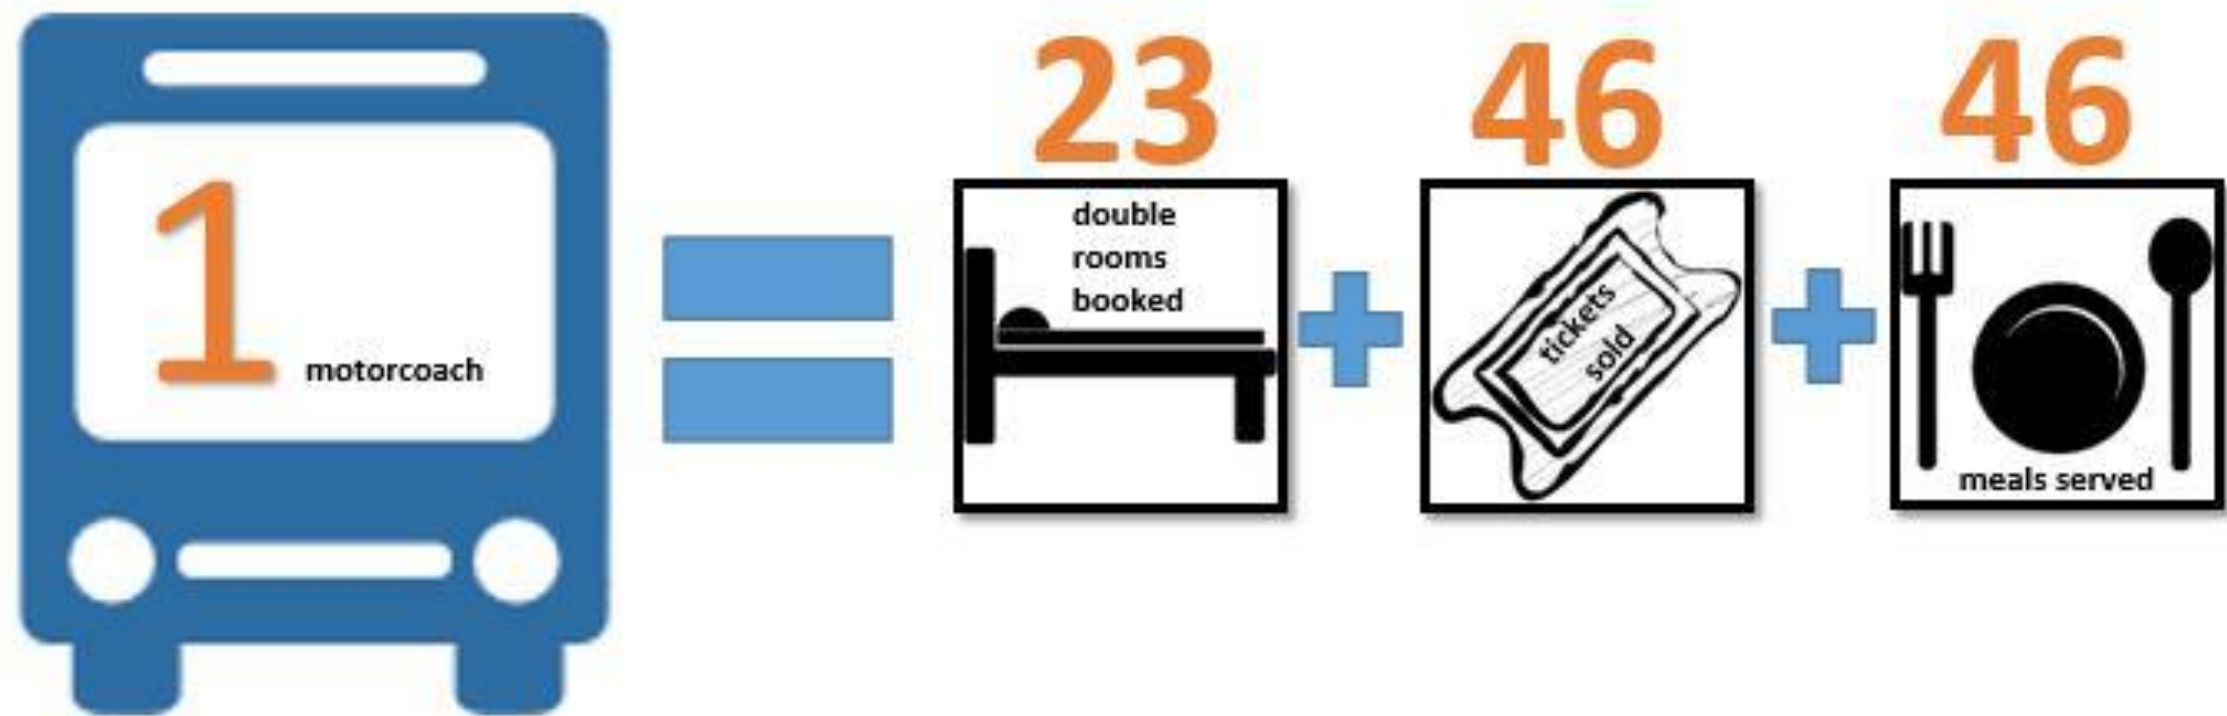 1 motorcoach
23
double
rooms
booked
46
tickets
sold
46
meals served